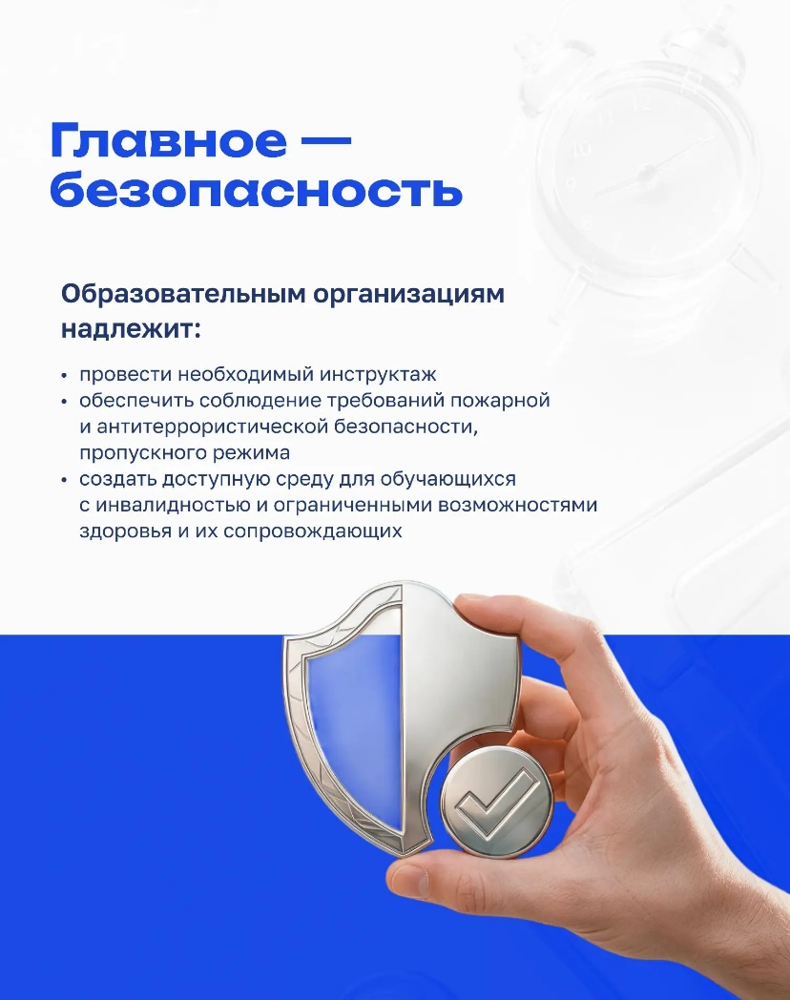 Главное —
безопасность
Образовательным организациям
надлежит:
• провести необходимый инструктаж
• обеспечить соблюдение требований пожарной
и антитеррористической безопасности,
пропускного режима
• создать доступную среду для обучающихся
с инвалидностью и ограниченными возможностями
здоровья и их сопровождающих